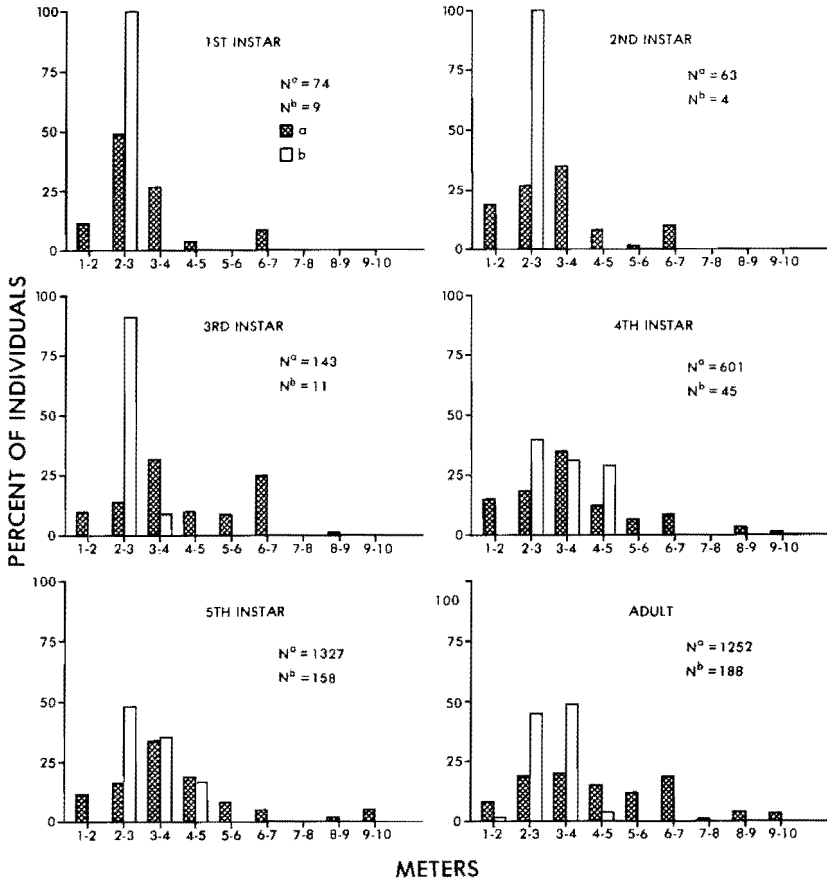 PERCENT OF INDIVIDUALS
1ST INSTAR
N^a = 74
N^b = 9
a
b
100
75
50
25
0
1-2 2-3 3-4 4-5 5-6 6-7 7-8 8-9 9-10
2ND INSTAR
N^a = 63
N^b = 4
100
75
50
25
0
1-2 2-3 3-4 4-5 5-6 6-7 7-8 8-9 9-10
3RD INSTAR
N^a = 143
N^b = 11
100
75
50
25
0
1-2 2-3 3-4 4-5 5-6 6-7 7-8 8-9 9-10
4TH INSTAR
N^a = 601
N^b = 45
100
75
50
25
0
1-2 2-3 3-4 4-5 5-6 6-7 7-8 8-9 9-10
5TH INSTAR
N^a = 1327
N^b = 158
100
75
50
25
0
1-2 2-3 3-4 4-5 5-6 6-7 7-8 8-9 9-10
ADULT
N^a = 1252
N^b = 188
100
75
50
25
0
1-2 2-3 3-4 4-5 5-6 6-7 7-8 8-9 9-10
METERS